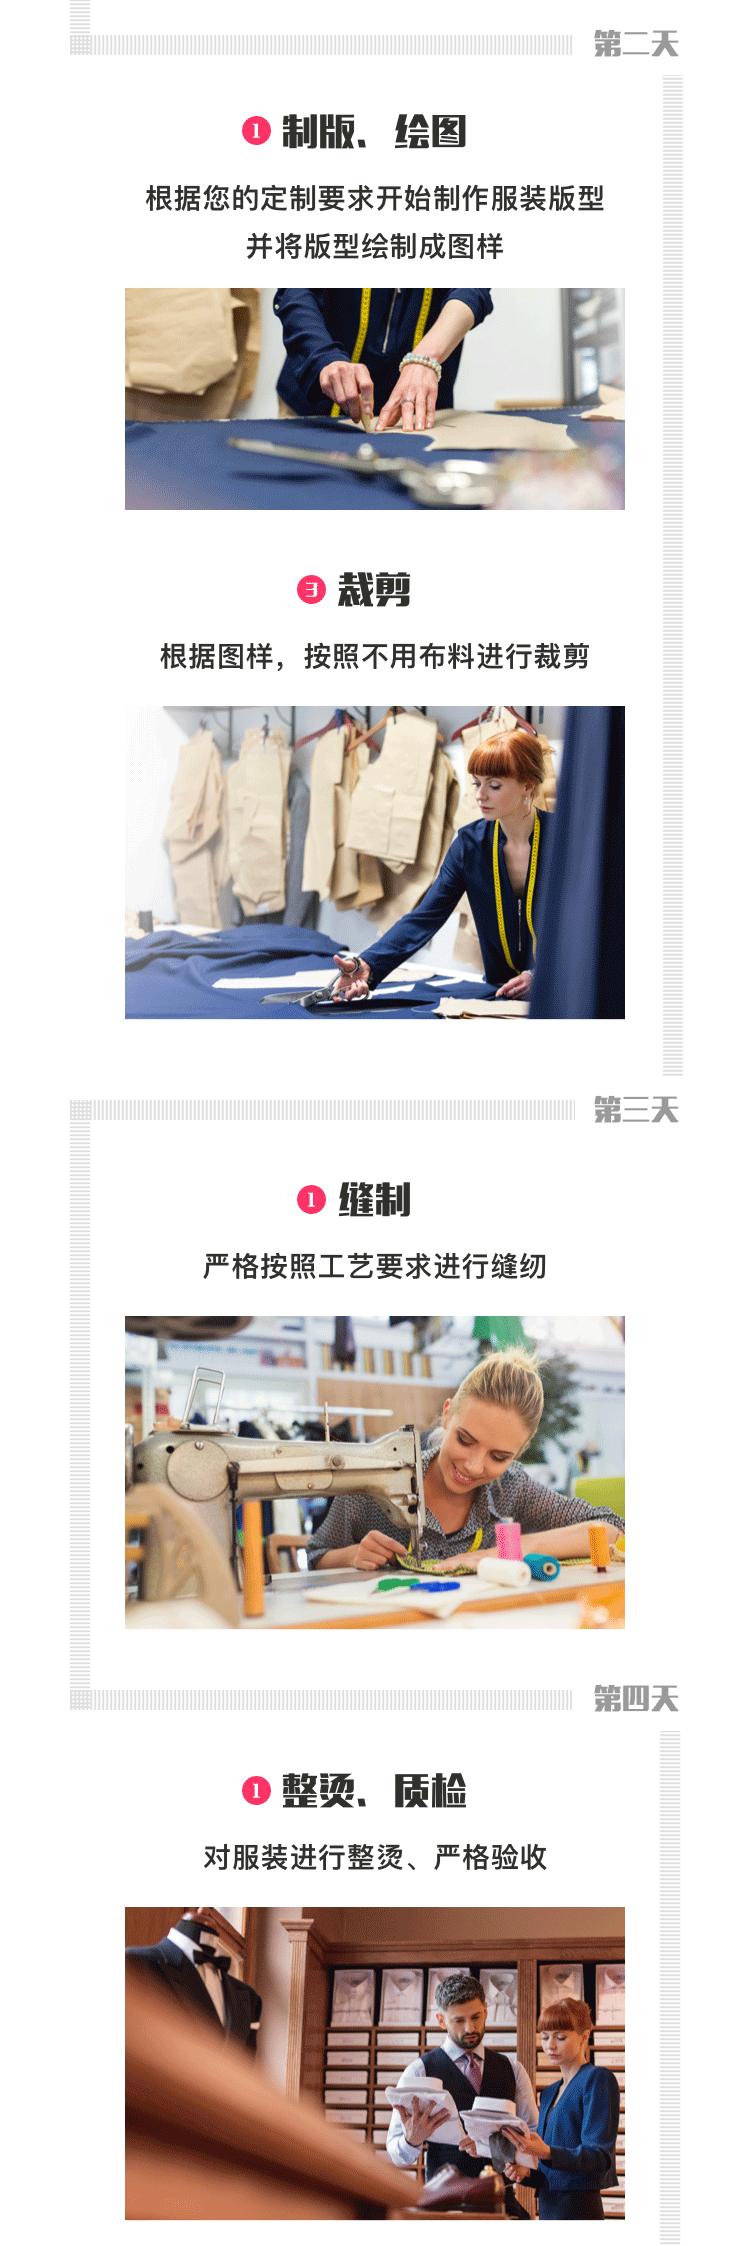 第二天
1 制版、绘图
根据您的定制要求开始制作服装版型
并将版型绘制成图样
3 裁剪
根据图样，按照不用布料进行裁剪
第三天
1 缝制
严格按照工艺要求进行缝纫
第四天
1 整烫、质检
对服装进行整烫、严格验收